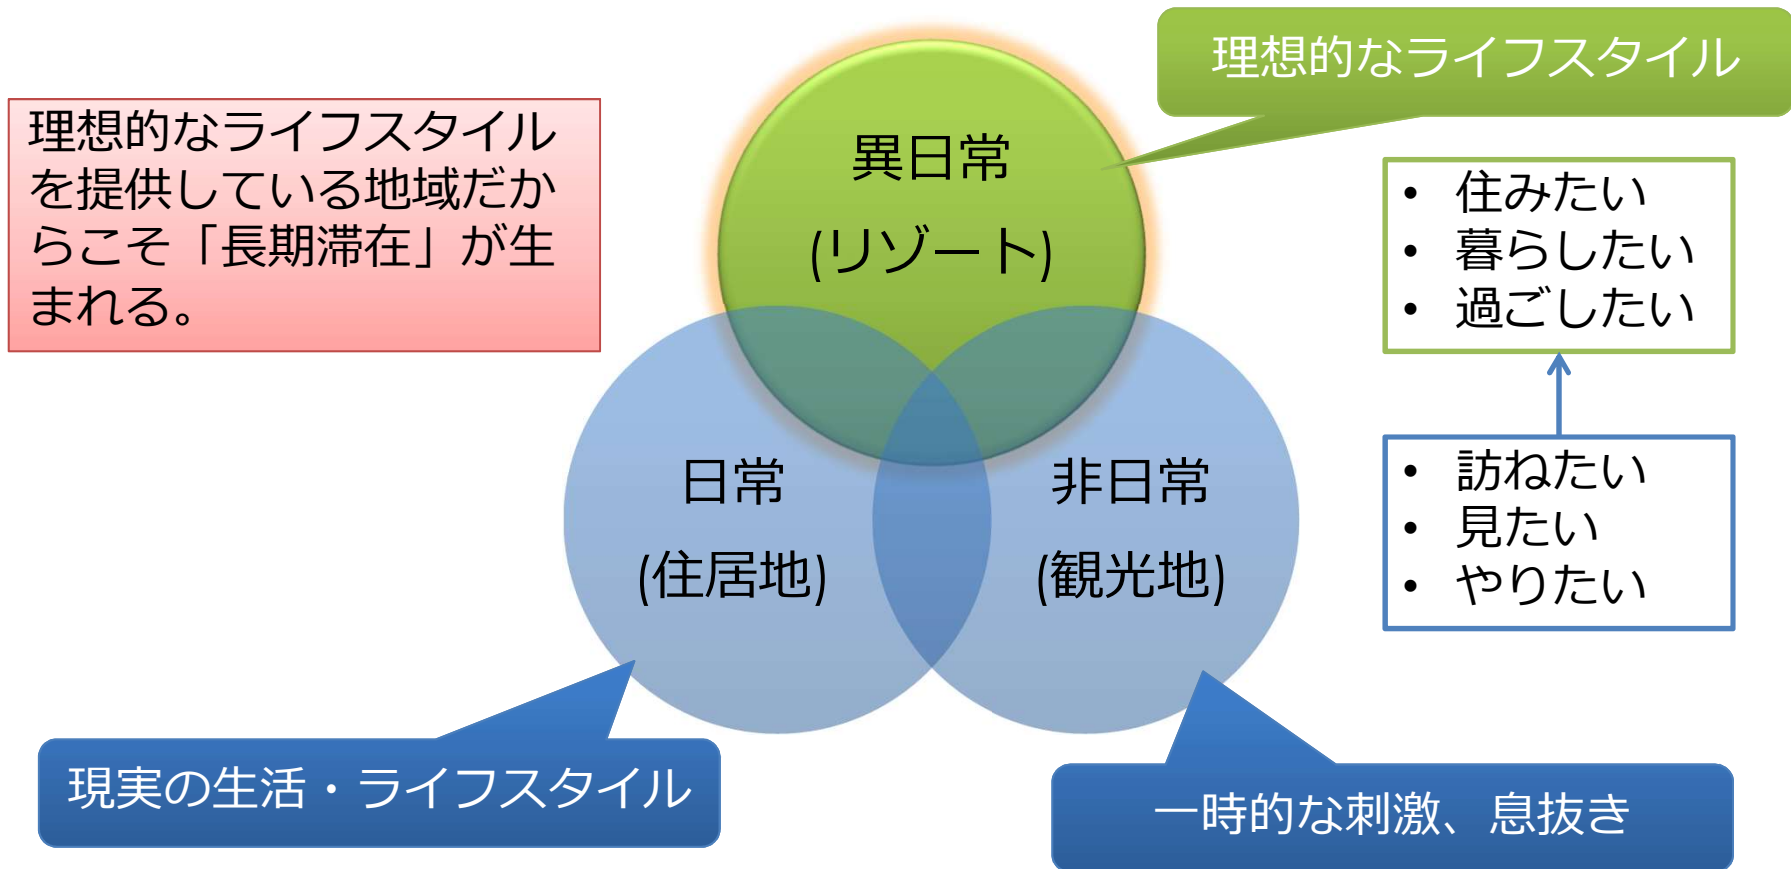 理想的なライフスタイル
理想的なライフスタイル
を提供している地域だか
らこそ「長期滞在」が生
まれる。
異日常
(リゾート)
• 住みたい
• 暮らしたい
• 過ごしたい
日常
(住居地)
非日常
(観光地)
• 訪ねたい
• 見たい
• やりたい
現実の生活・ライフスタイル
一時的な刺激、息抜き